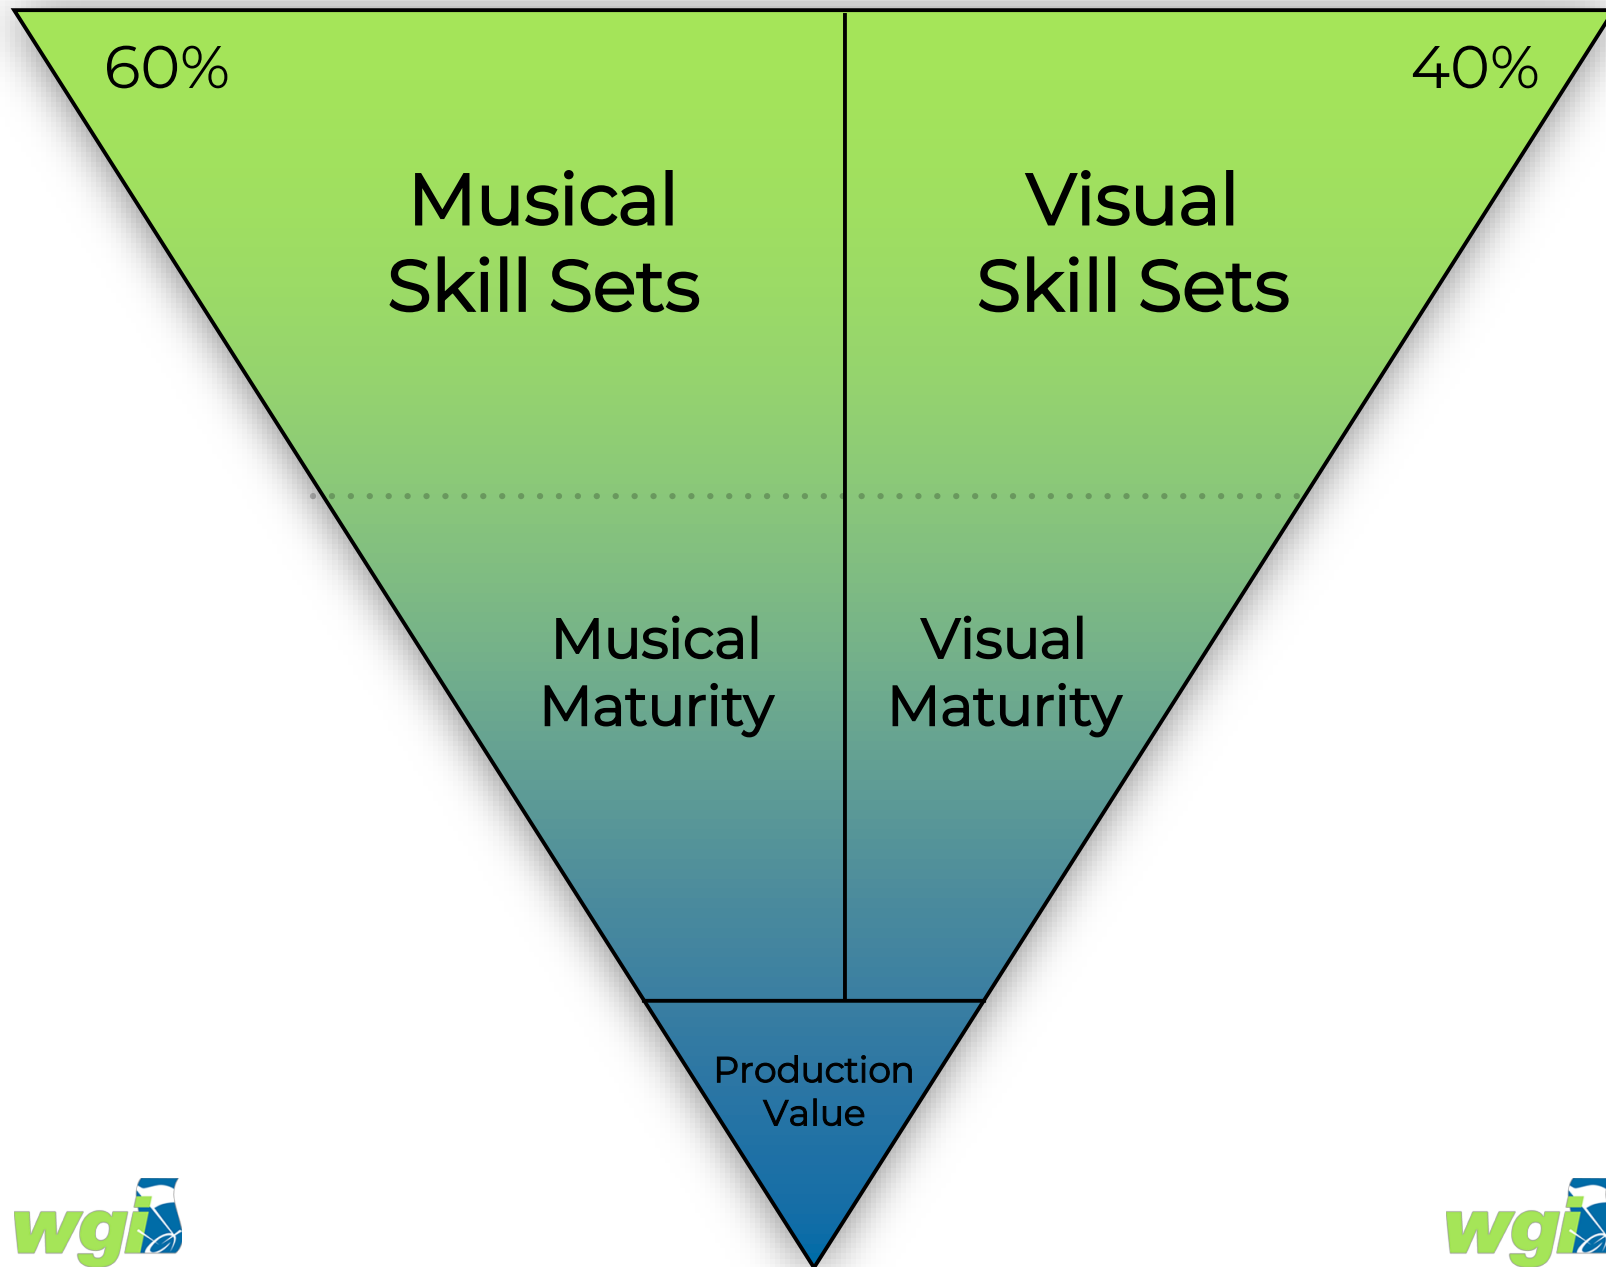 60%
40%
Musical
Skill Sets
Visual
Skill Sets
Musical
Maturity
Visual
Maturity
Production
Value
wgi
wgi